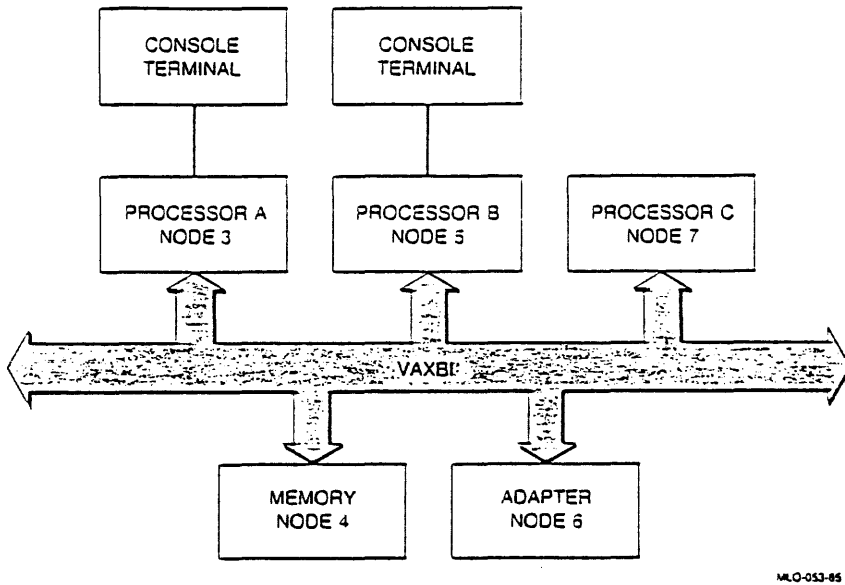 CONSOLE
TERMINAL
CONSOLE
TERMINAL
PROCESSOR A
NODE 3
PROCESSOR B
NODE 5
PROCESSOR C
NODE 7
VAXBI
MEMORY
NODE 4
ADAPTER
NODE 6
MLO-053-85